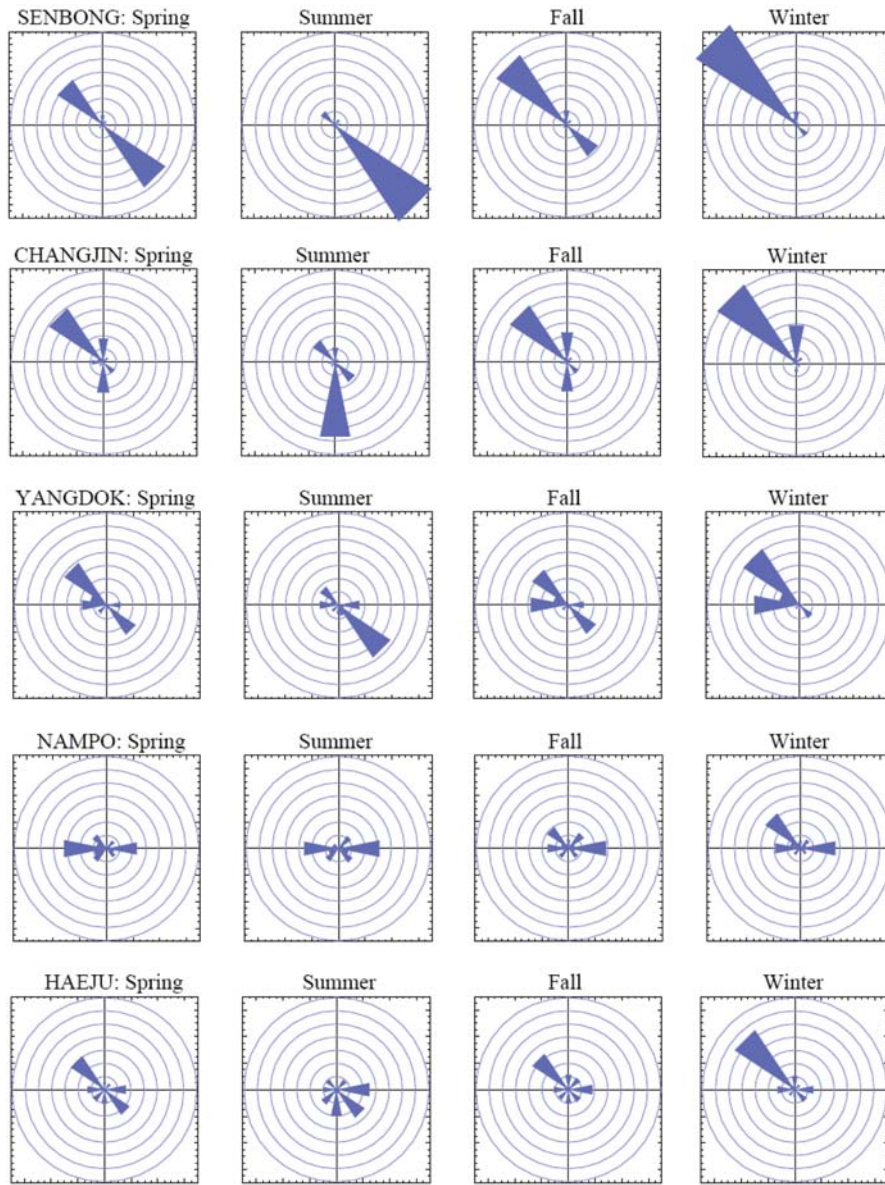 SENBONG: Spring Summer Fall Winter
CHANGJIN: Spring Summer Fall Winter
YANGDOK: Spring Summer Fall Winter
NAMPO: Spring Summer Fall Winter
HAEJU: Spring Summer Fall Winter